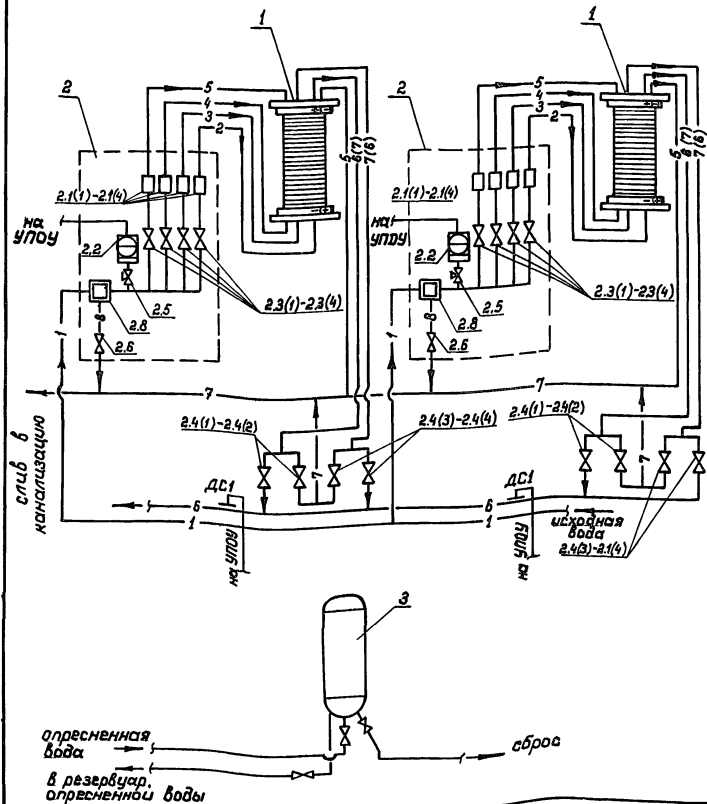 1
1
2
5
4
3
2
2.1(1)-2.1(4)
на
УПОУ
2.2
2.5
2.3(1)-2.3(4)
2.8
8
2.6
1
5
6(7)
7(6)
2
5
4
3
2
2.1(1)-2.1(4)
на
УПОУ
2.2
2.5
2.3(1)-2.3(4)
2.8
8
2.6
1
5
6(7)
7(6)
7
7
слив в
канализацию
2.4(1)-2.4(2)
2.4(3)-2.4(4)
2.4(1)-2.4(2)
7
7
ДС1
ДС1
6
6
1
1
исходная
вода
2.4(3)-2.1(4)
на УПОУ
на УПОУ
3
опресненная
вода
сброс
в резервуар,
опресненной воды